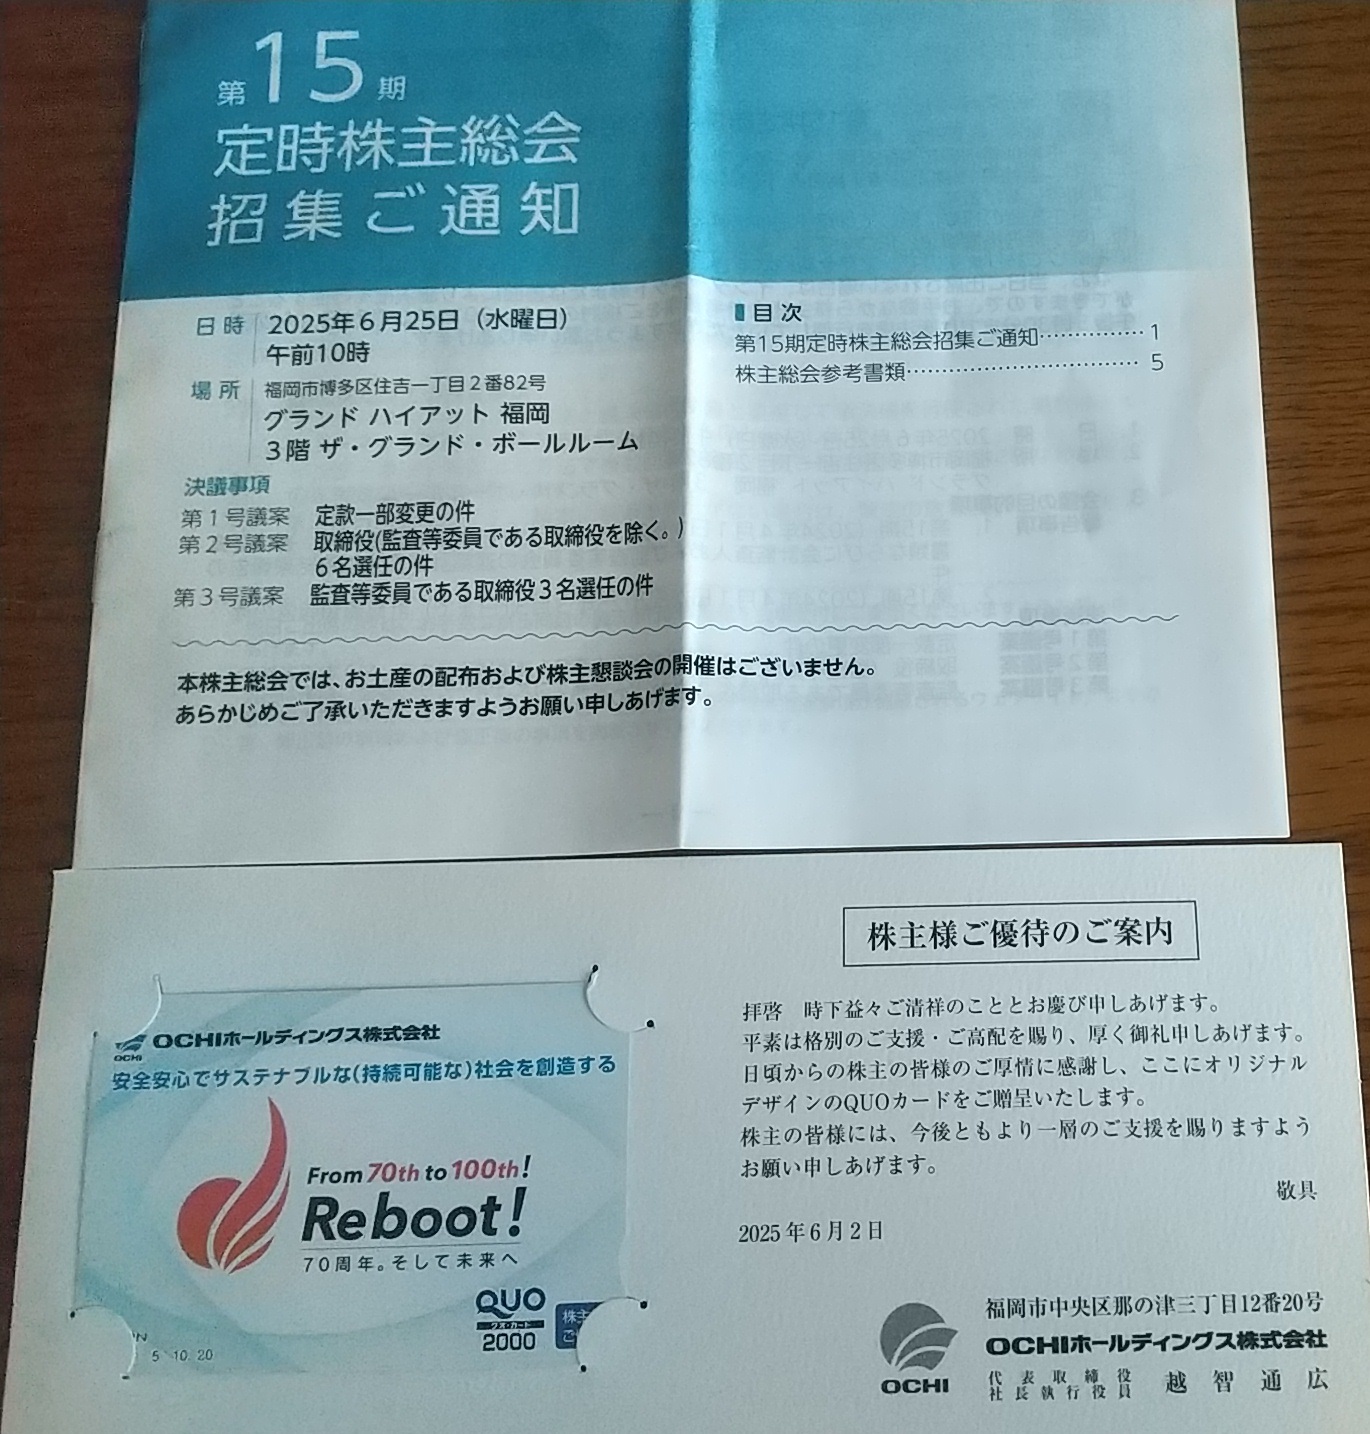 第15期
定時株主総会
招集ご通知
日時 2025年6月25日（水曜日）
午前10時
場所 福岡市博多区住吉一丁目2番82号
グランド ハイアット 福岡
3階 ザ・グランド・ボールルーム
決議事項
第1号議案 定款一部変更の件
第2号議案 取締役(監査等委員である取締役を除く。)
6名選任の件
第3号議案 監査等委員である取締役3名選任の件
目次
第15期定時株主総会招集ご通知 1
株主総会参考書類 5
本株主総会では、お土産の配布および株主懇談会の開催はございません。
あらかじめご了承いただきますようお願い申しあげます。
OCHI
OCHIホールディングス株式会社
安全安心でサステナブルな(持続可能な)社会を創造する
From 70th to 100th!
Reboot!
70周年。そして未来へ
QUO
クオ・カード
2000
株主
ご
5 10. 20
株主様ご優待のご案内
拝啓 時下益々ご清祥のこととお慶び申しあげます。
平素は格別のご支援・ご高配を賜り、厚く御礼申しあげます。
日頃からの株主の皆様のご厚情に感謝し、ここにオリジナル
デザインのQUOカードをご贈呈いたします。
株主の皆様には、今後ともより一層のご支援を賜りますよう
お願い申しあげます。
敬具
2025年6月2日
福岡市中央区那の津三丁目12番20号
OCHIホールディングス株式会社
代表取締役
社長執行役員 越智通広
OCHI